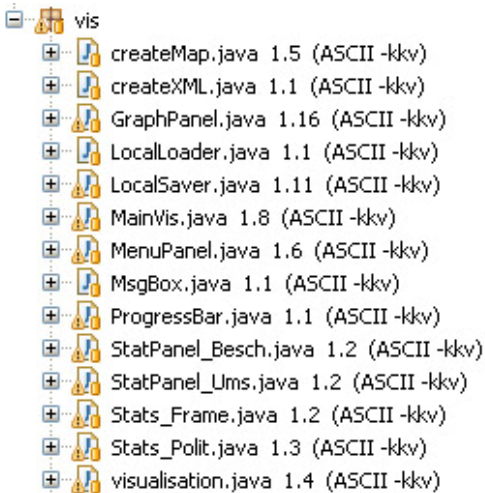 vis
createMap.java 1.5 (ASCII -kkv)
createXML.java 1.1 (ASCII -kkv)
GraphPanel.java 1.16 (ASCII -kkv)
LocalLoader.java 1.1 (ASCII -kkv)
LocalSaver.java 1.11 (ASCII -kkv)
MainVis.java 1.8 (ASCII -kkv)
MenuPanel.java 1.6 (ASCII -kkv)
MsgBox.java 1.1 (ASCII -kkv)
ProgressBar.java 1.1 (ASCII -kkv)
StatPanel_Besch.java 1.2 (ASCII -kkv)
StatPanel_Ums.java 1.2 (ASCII -kkv)
Stats_Frame.java 1.2 (ASCII -kkv)
Stats_Polit.java 1.3 (ASCII -kkv)
visualisation.java 1.4 (ASCII -kkv)